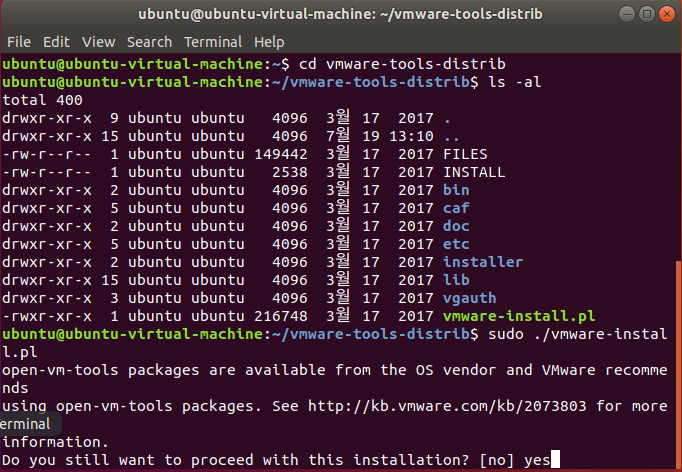 ubuntu@ubuntu-virtual-machine: ~/vmware-tools-distrib
File Edit View Search Terminal Help
ubuntu@ubuntu-virtual-machine:~$ cd vmware-tools-distrib
ubuntu@ubuntu-virtual-machine:~/vmware-tools-distrib$ ls -al
total 400
drwxr-xr-x 9 ubuntu ubuntu 4096 3월 17 2017 .
drwxr-xr-x 15 ubuntu ubuntu 4096 7월 19 13:10 ..
-rw-r--r-- 1 ubuntu ubuntu 149442 3월 17 2017 FILES
-rw-r--r-- 1 ubuntu ubuntu 2538 3월 17 2017 INSTALL
drwxr-xr-x 2 ubuntu ubuntu 4096 3월 17 2017 bin
drwxr-xr-x 5 ubuntu ubuntu 4096 3월 17 2017 caf
drwxr-xr-x 2 ubuntu ubuntu 4096 3월 17 2017 doc
drwxr-xr-x 5 ubuntu ubuntu 4096 3월 17 2017 etc
drwxr-xr-x 2 ubuntu ubuntu 4096 3월 17 2017 installer
drwxr-xr-x 15 ubuntu ubuntu 4096 3월 17 2017 lib
drwxr-xr-x 3 ubuntu ubuntu 4096 3월 17 2017 vgauth
-rwxr-xr-x 1 ubuntu ubuntu 216748 3월 17 2017 vmware-install.pl
ubuntu@ubuntu-virtual-machine:~/vmware-tools-distrib$ sudo ./vmware-instal
l.pl
open-vm-tools packages are available from the OS vendor and VMware recomme
nds
using open-vm-tools packages. See http://kb.vmware.com/kb/2073803 for more
erminal
information.
Do you still want to proceed with this installation? [no] yes